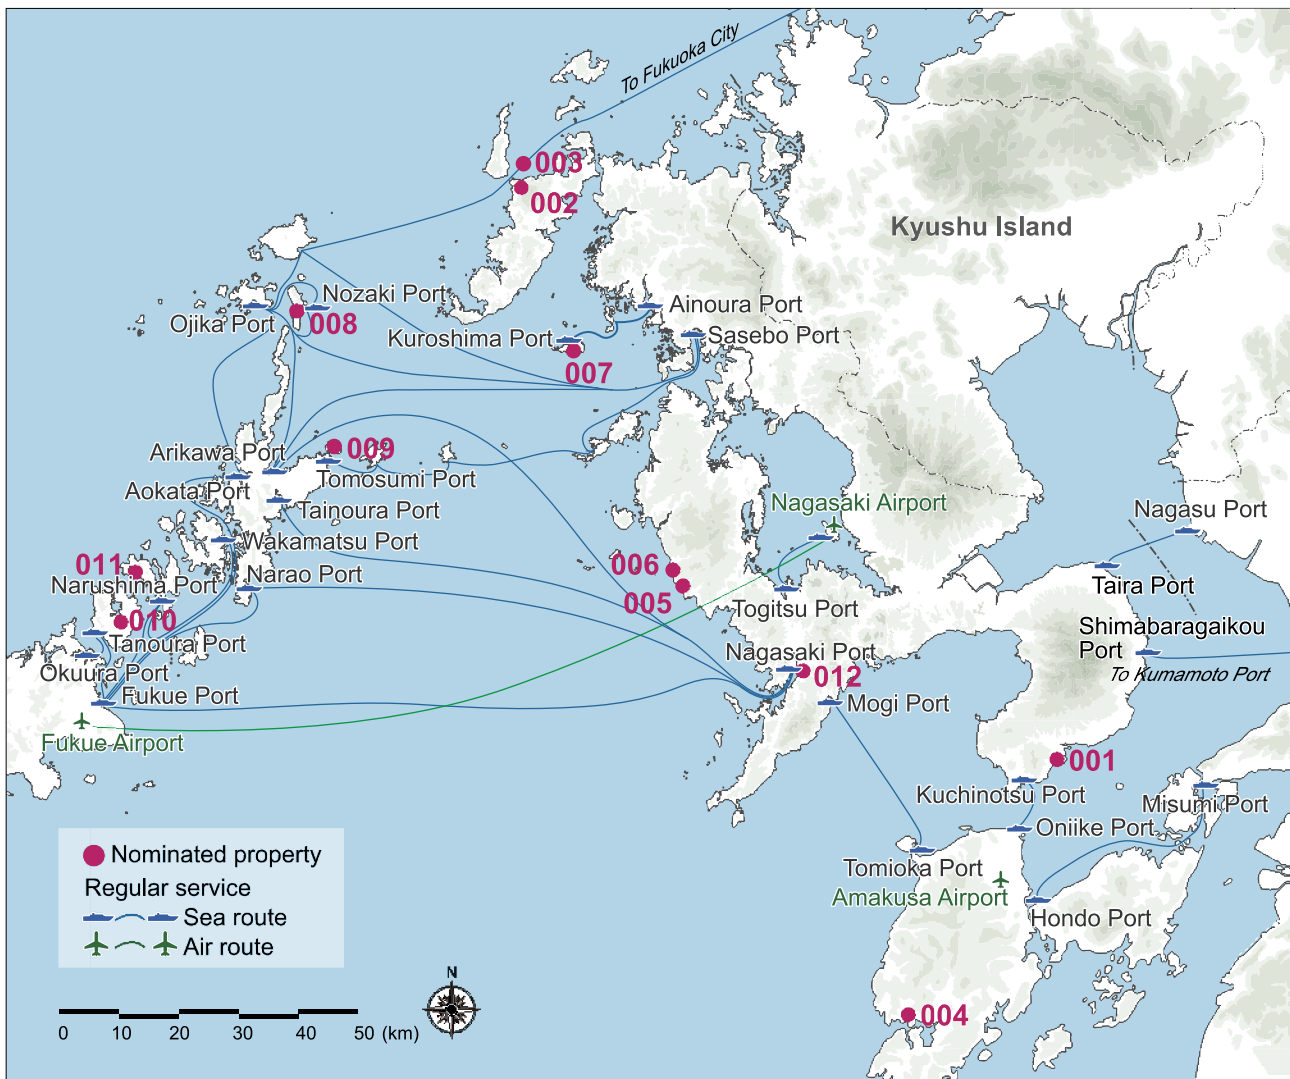 To Fukuoka City
003
002
Kyushu Island
Nozaki Port
Ojika Port
008
Ainoura Port
Kuroshima Port
Sasebo Port
007
Arikawa Port
009
Tomosumi Port
Aokata Port
Tainoura Port
Nagasaki Airport
Nagasu Port
Wakamatsu Port
011
Narushima Port
Narao Port
006
005
Togitsu Port
Taira Port
010
Tanoura Port
Shimabaragaikou
Port
Okuura Port
Nagasaki Port
012
To Kumamoto Port
Fukue Port
Mogi Port
Fukue Airport
001
Kuchinotsu Port
Misumi Port
Oniike Port
Nominated property
Regular service
Sea route
Air route
Tomioka Port
Amakusa Airport
Hondo Port
N
004
0 10 20 30 40 50 (km)